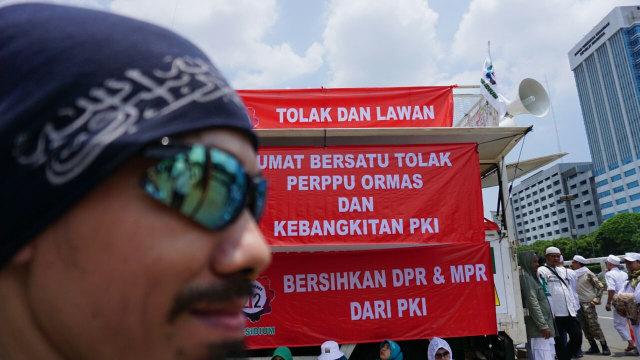 TOLAK DAN LAWAN
UMAT BERSATU TOLAK
PERPPU ORMAS
DAN
KEBANGKITAN PKI
BERSIHKAN DPR & MPR
DARI PKI